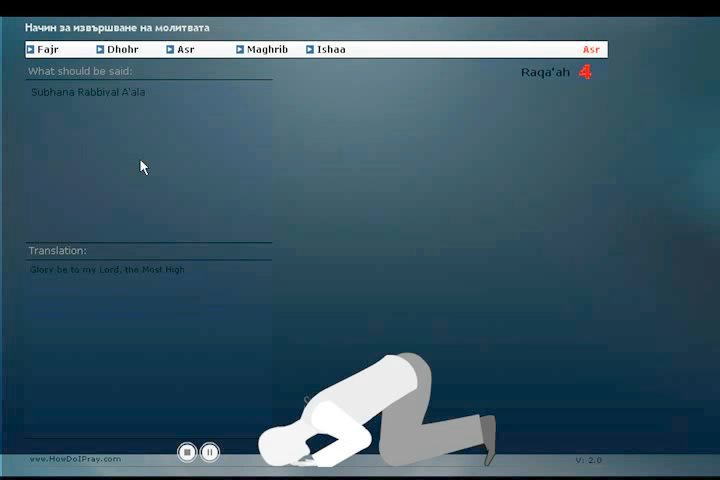 Начин за извършване на молитвата
Fajr Dhohr Asr Maghrib Ishaa Asr
What should be said:
Raqa'ah 4
Subhana Rabbiyal A'ala
Translation:
Glory be to my Lord, the Most High
www.HowDoIPray.com
V: 2.0